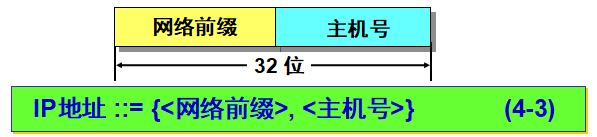 网络前缀 主机号
32 位
IP地址 ::= {<网络前缀>, <主机号>} (4-3)